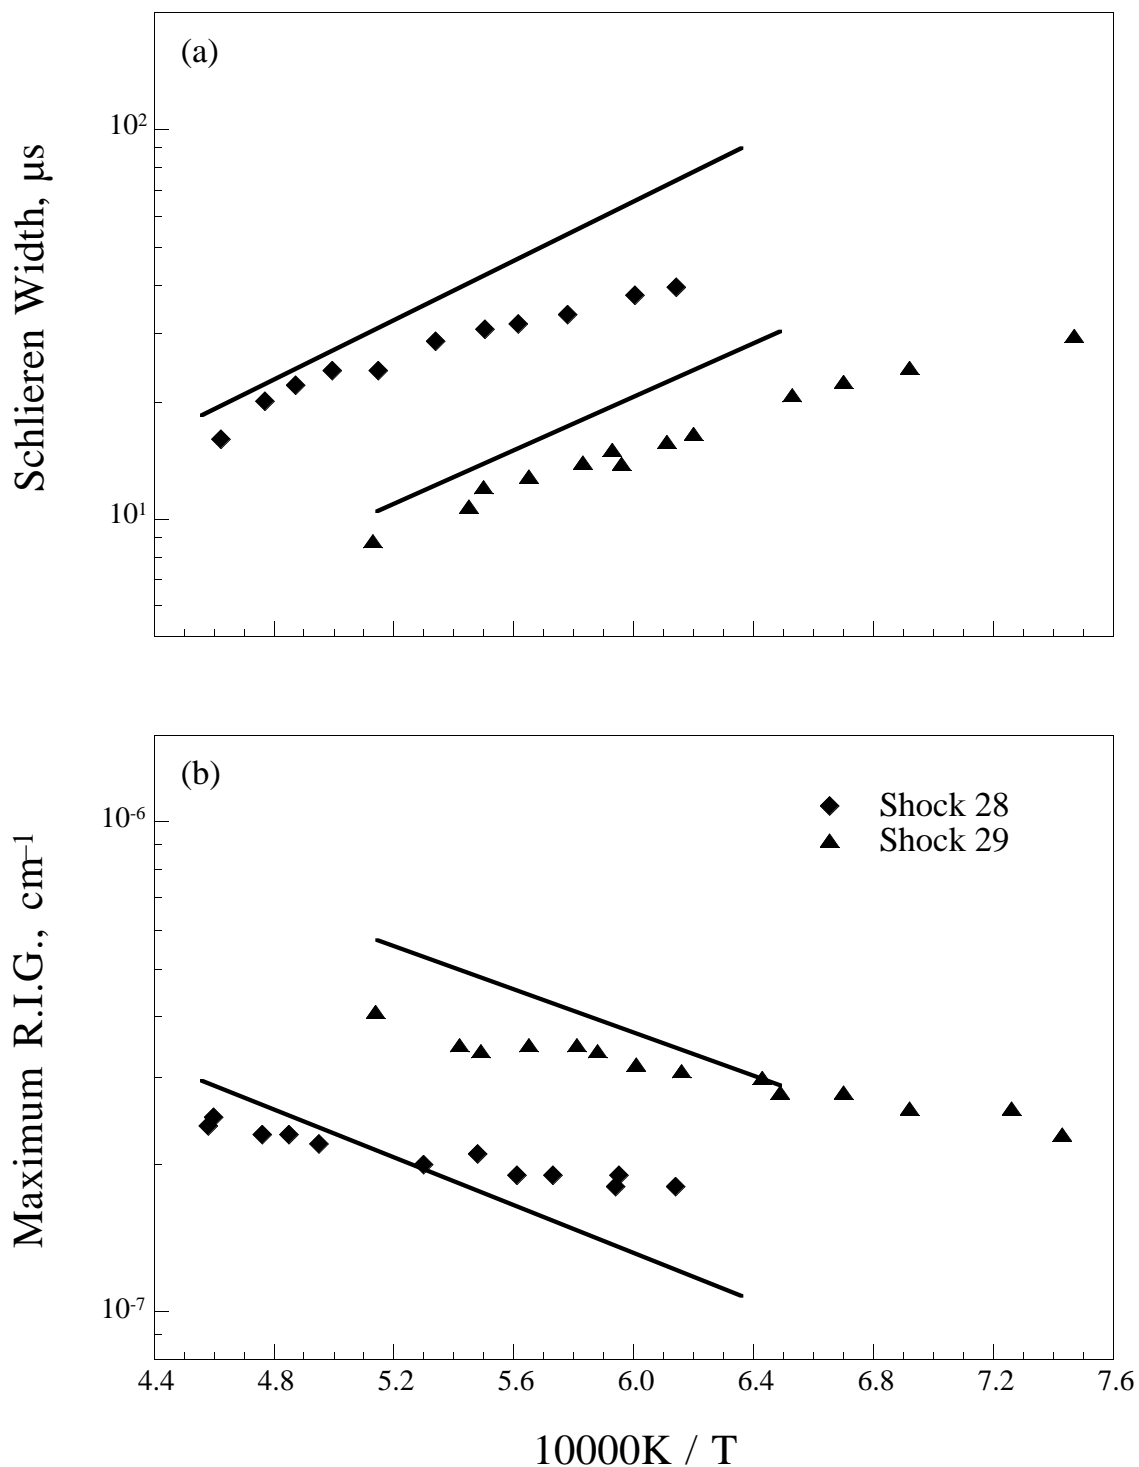 (a)
10²
Schlieren Width, µs
10¹
(b)
10⁻⁶
Shock 28
Shock 29
Maximum R.I.G., cm⁻¹
10⁻⁷
4.4 4.8 5.2 5.6 6.0 6.4 6.8 7.2 7.6
10000K / T